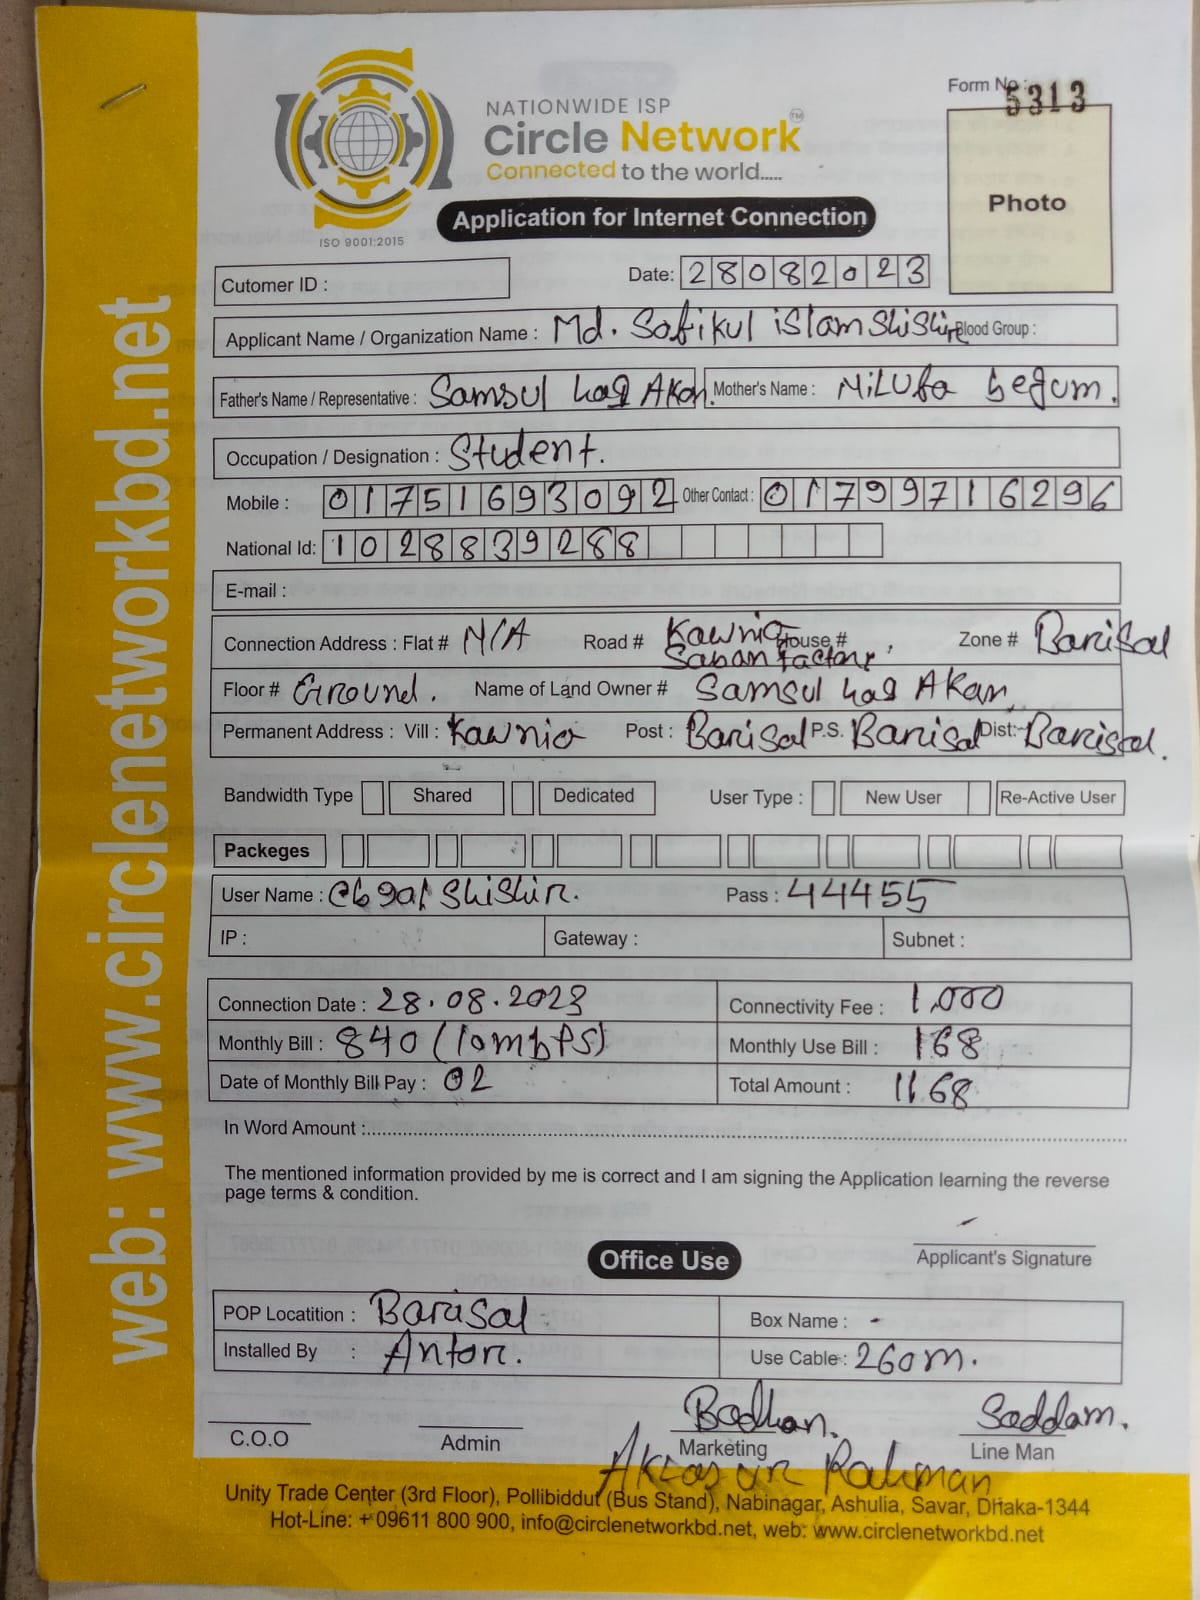 web: www.circlenetworkbd.net
Form No: 5313
NATIONWIDE ISP
Circle Network TM
Connected to the world.....
Photo
Application for Internet Connection
ISO 9001:2015
Cutomer ID :
Date: 28082023
Applicant Name / Organization Name : Md. Safikul islam Shishir Blood Group :
Father's Name / Representative : Samsul haq Akon. Mother's Name : Nilufa begum.
Occupation / Designation : Student.
Mobile : 01751693092 Other Contact : 01799716296
National Id: 1028839288
E-mail :
Connection Address : Flat # N/A Road # Kawnia Saban Factory House # Zone # Barisal
Floor # Ground. Name of Land Owner # Samsul haq Akan
Permanent Address : Vill : Kawnia Post : Barisal P.S. Barisal Dist:- Barisal.
Bandwidth Type Shared Dedicated User Type : New User Re-Active User
Packeges
User Name : Shishir. Pass : 44455
IP : Gateway : Subnet :
Connection Date : 28.08.2023 Connectivity Fee : 1,000
Monthly Bill : 840 (10mbps) Monthly Use Bill : 168
Date of Monthly Bill Pay : 02 Total Amount : 1168
In Word Amount :
The mentioned information provided by me is correct and I am signing the Application learning the reverse
page terms & condition.
Applicant's Signature
Office Use
POP Locatition : Barisal Box Name : -
Installed By : Anton. Use Cable : 260m.
Bodhan. Saddam.
C.O.O Admin Marketing Line Man
Rahman
Unity Trade Center (3rd Floor), Pollibiddut (Bus Stand), Nabinagar, Ashulia, Savar, Dhaka-1344
Hot-Line: + 09611 800 900, info@circlenetworkbd.net, web: www.circlenetworkbd.net